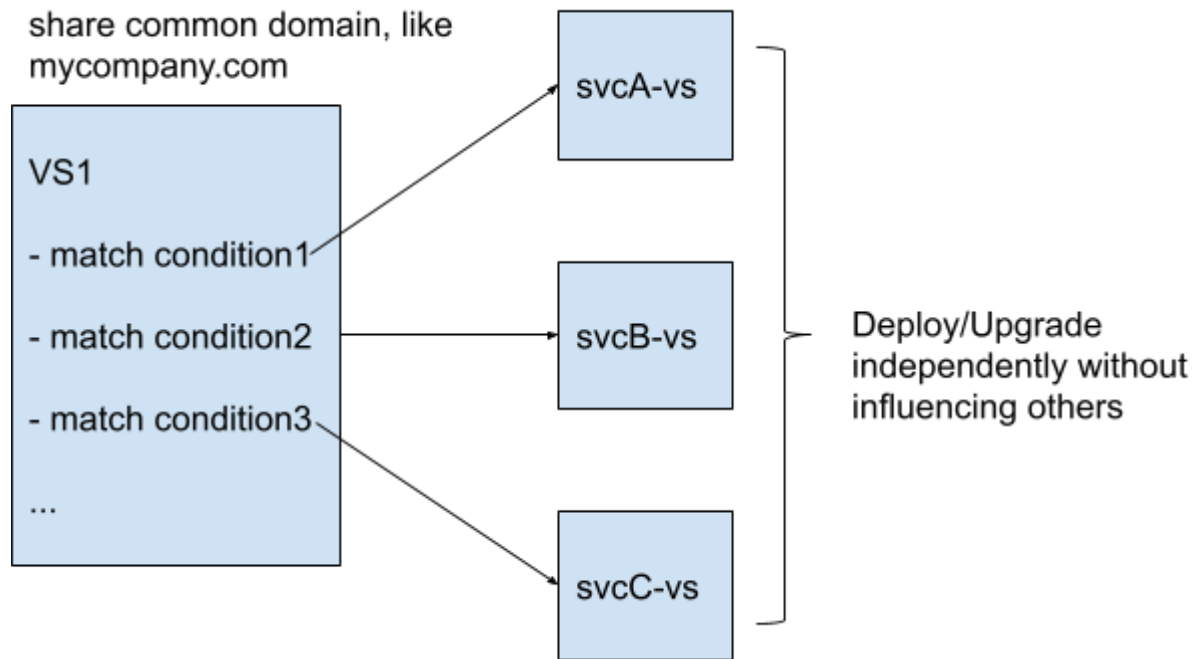 share common domain, like
mycompany.com
VS1
- match condition1
- match condition2
- match condition3
...
svcA-vs
svcB-vs
svcC-vs
Deploy/Upgrade
independently without
influencing others